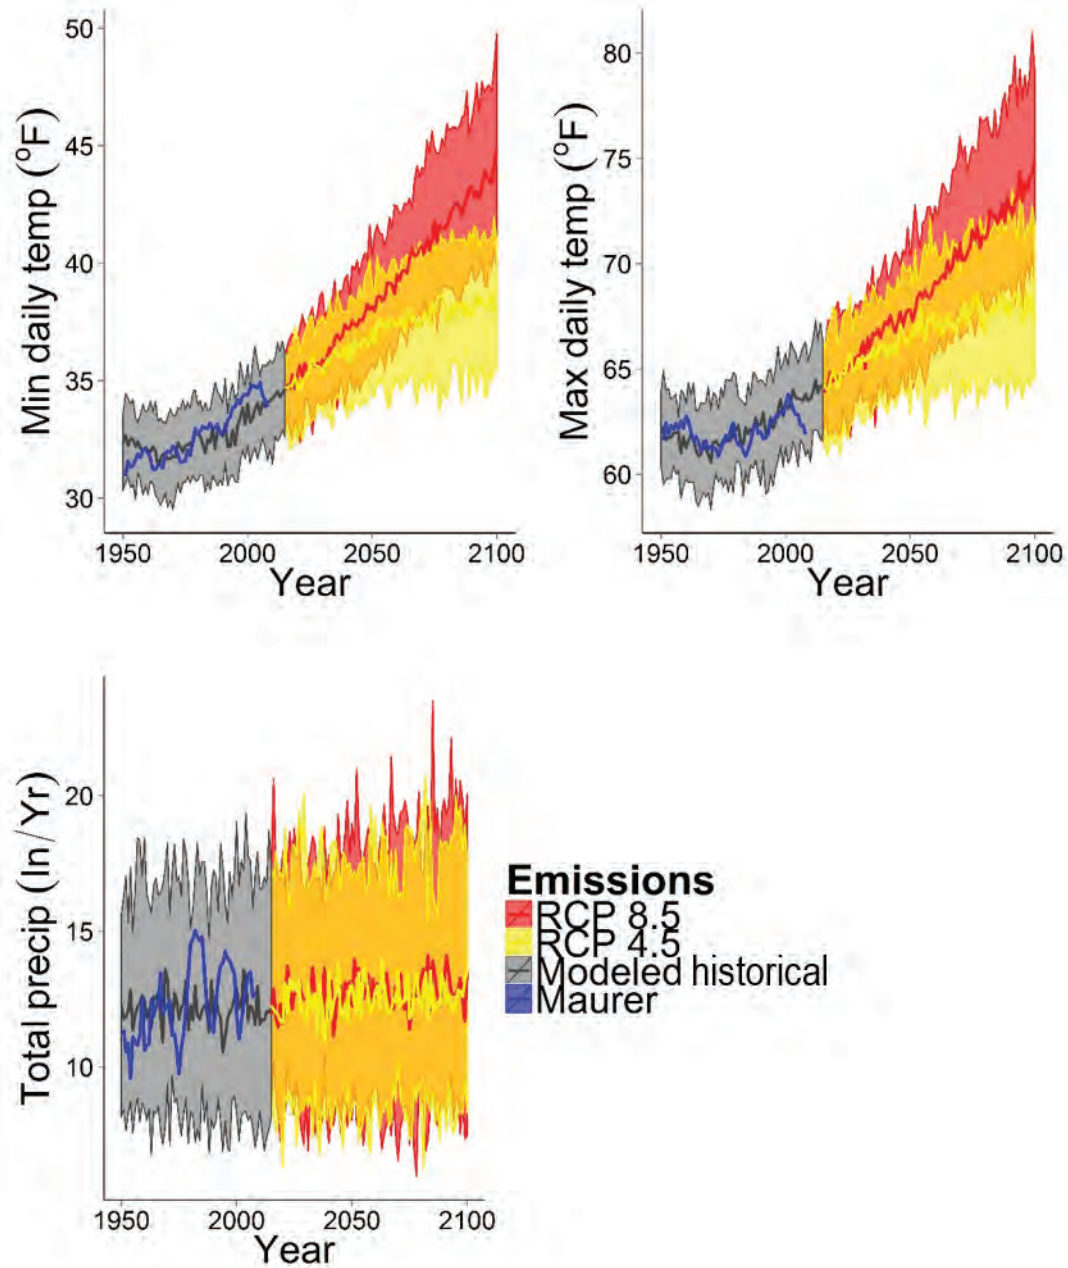 Min daily temp (°F)
50
45
40
35
30
1950 2000 2050 2100
Year
Max daily temp (°F)
80
75
70
65
60
1950 2000 2050 2100
Year
Total precip (In/Yr)
20
15
10
1950 2000 2050 2100
Year
Emissions
RCP 8.5
RCP 4.5
Modeled historical
Maurer